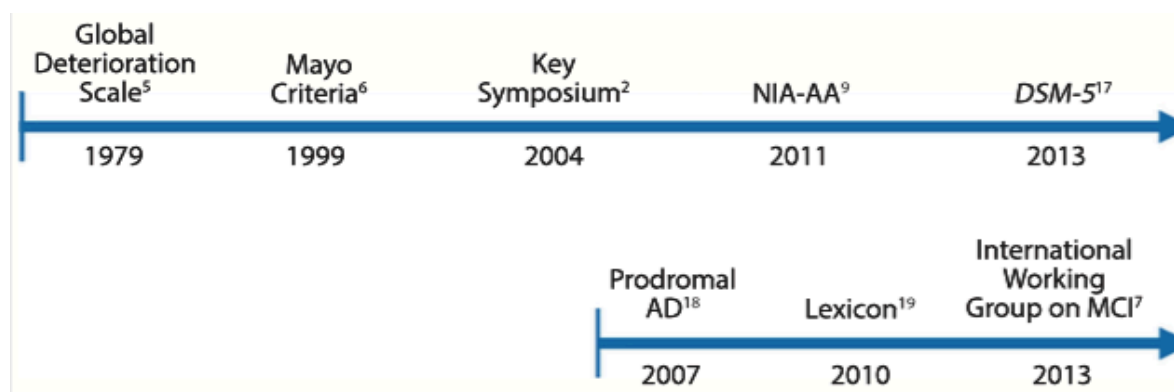 Global
Deterioration
Scale⁵
Mayo
Criteria⁶
Key
Symposium²
NIA-AA⁹
DSM-5¹⁷
1979
1999
2004
2011
2013
Prodromal
AD¹⁸
Lexicon¹⁹
International
Working
Group on MCI⁷
2007
2010
2013